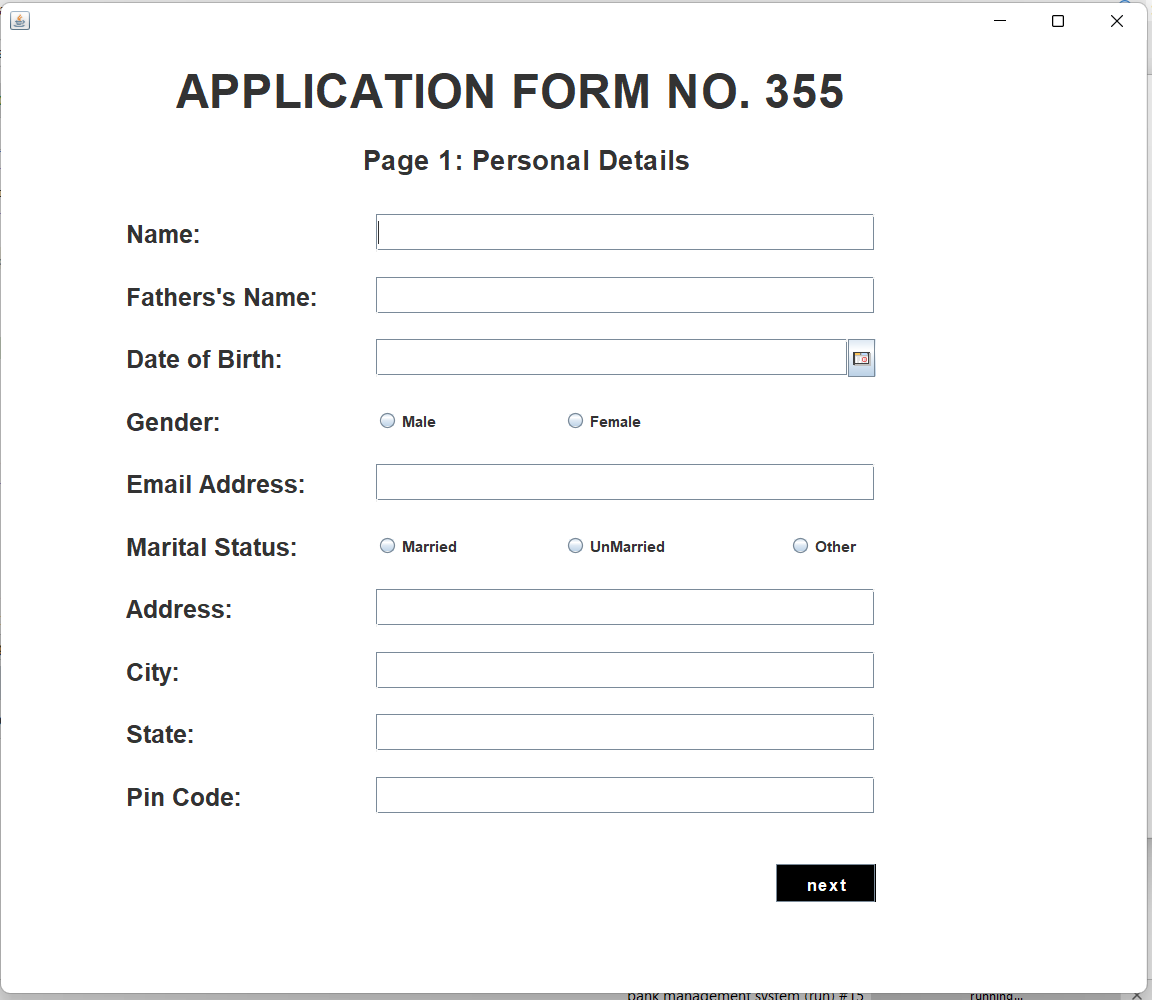 APPLICATION FORM NO. 355
Page 1: Personal Details
Name:
Fathers's Name:
Date of Birth:
Gender: Male Female
Email Address:
Marital Status: Married UnMarried Other
Address:
City:
State:
Pin Code:
next
bank management system (run) #15 running...